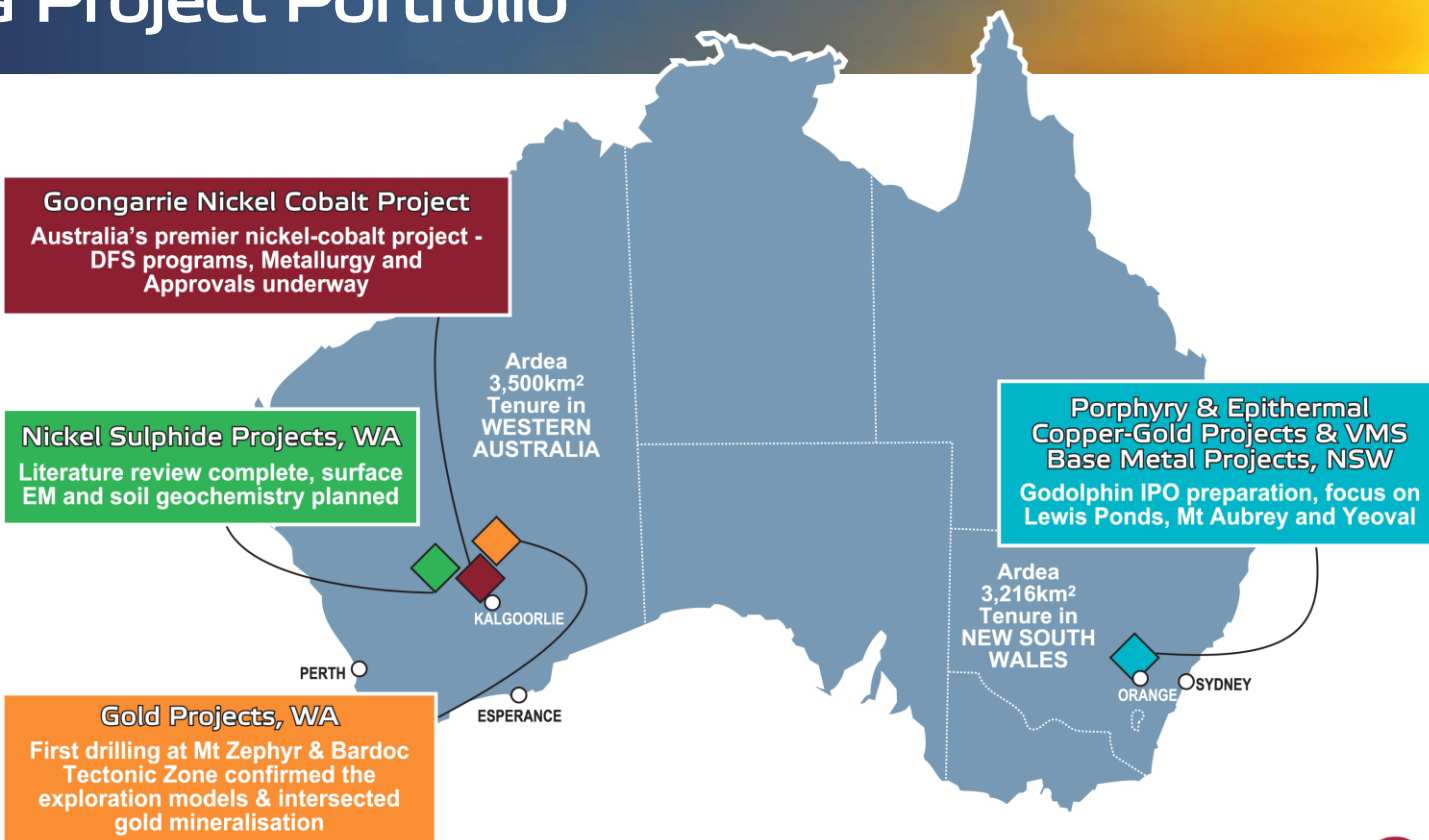 Project Portfolio
Goongarrie Nickel Cobalt Project
Australia's premier nickel-cobalt project -
DFS programs, Metallurgy and
Approvals underway
Ardea
3,500km²
Tenure in
WESTERN
AUSTRALIA
Nickel Sulphide Projects, WA
Literature review complete, surface
EM and soil geochemistry planned
Porphyry & Epithermal
Copper-Gold Projects & VMS
Base Metal Projects, NSW
Godolphin IPO preparation, focus on
Lewis Ponds, Mt Aubrey and Yeoval
Ardea
3,216km²
Tenure in
NEW SOUTH
WALES
KALGOORLIE
PERTH
ESPERANCE
ORANGE
SYDNEY
Gold Projects, WA
First drilling at Mt Zephyr & Bardoc
Tectonic Zone confirmed the
exploration models & intersected
gold mineralisation